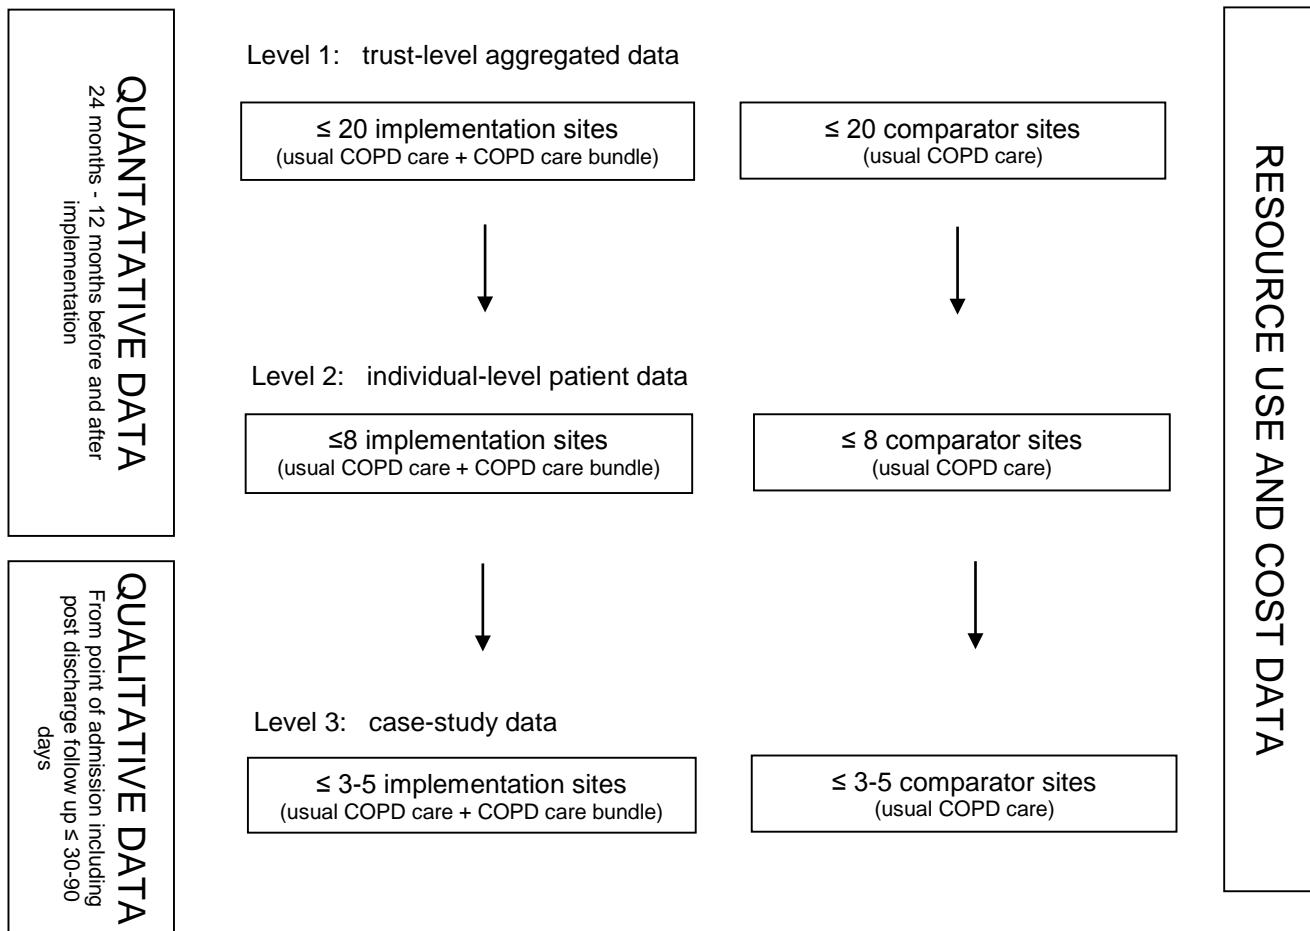 QUANTATATIVE DATA
24 months - 12 months before and after
implementation
QUALITATIVE DATA
From point of admission including
post discharge follow up ≤ 30-90
days
Level 1: trust-level aggregated data
≤ 20 implementation sites
(usual COPD care + COPD care bundle)
≤ 20 comparator sites
(usual COPD care)
Level 2: individual-level patient data
≤8 implementation sites
(usual COPD care + COPD care bundle)
≤ 8 comparator sites
(usual COPD care)
Level 3: case-study data
≤ 3-5 implementation sites
(usual COPD care + COPD care bundle)
≤ 3-5 comparator sites
(usual COPD care)
RESOURCE USE AND COST DATA